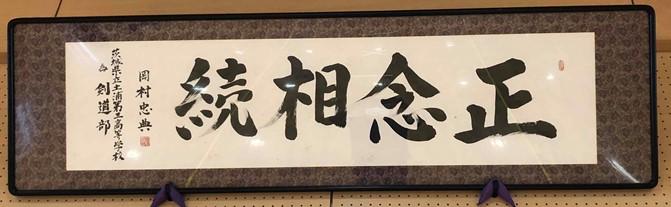 正念相続
岡村忠典
茨城県立土浦第三高等学校
剣道部